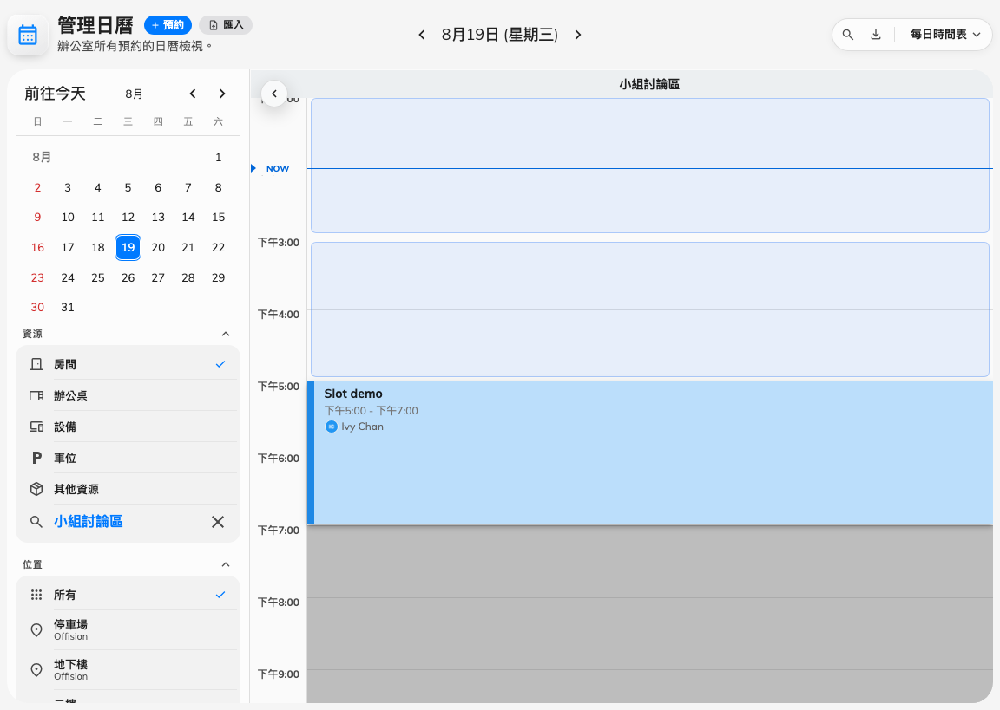 管理日曆
+ 預約
匯入
辦公室所有預約的日曆檢視。
8月19日 (星期三)
每日時間表
前往今天
8月
日 一 二 三 四 五 六
8月 1
2 3 4 5 6 7 8
9 10 11 12 13 14 15
16 17 18 19 20 21 22
23 24 25 26 27 28 29
30 31
資源
房間
辦公桌
設備
車位
其他資源
小組討論區
位置
所有
停車場
Offision
地下樓
Offision
小組討論區
NOW
下午3:00
下午4:00
下午5:00
Slot demo
下午5:00 - 下午7:00
IC
Ivy Chan
下午6:00
下午7:00
下午8:00
下午9:00